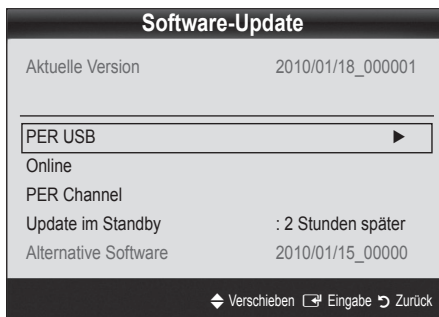 Software-Update
Aktuelle Version 2010/01/18_000001
PER USB ►
Online
PER Channel
Update im Standby : 2 Stunden später
Alternative Software 2010/01/15_00000
Verschieben Eingabe Zurück